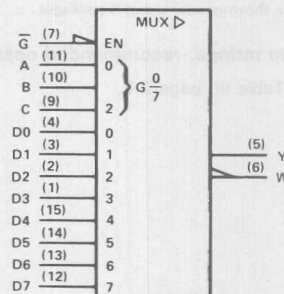 MUX ▷
G̅ (7) EN
A (11) 0
B (10) G 0/7
C (9) 2
D0 (4) 0
D1 (3) 1 (5) Y
D2 (2) 2 (6) W
D3 (1) 3
D4 (15) 4
D5 (14) 5
D6 (13) 6
D7 (12) 7